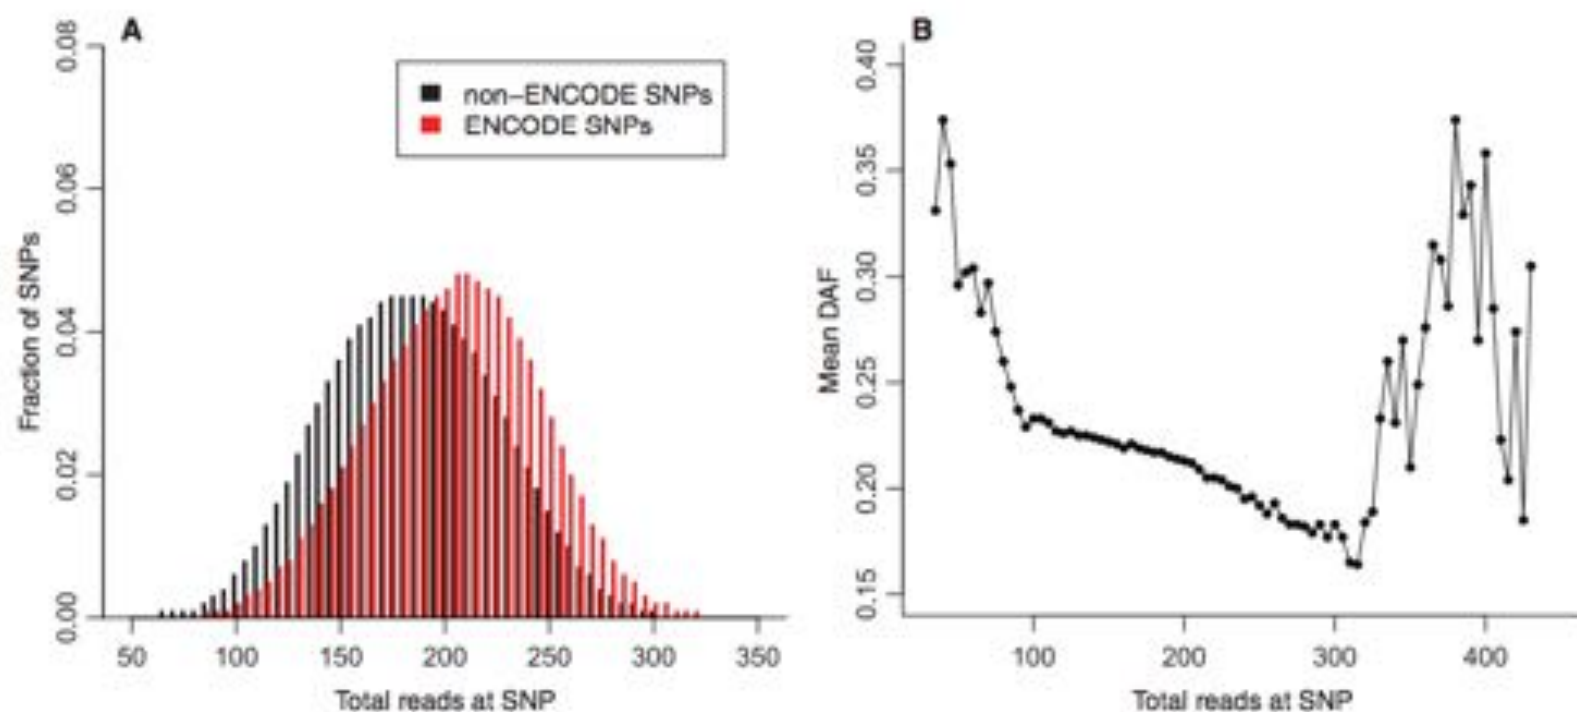 A
0.08
0.06
0.04
0.02
0.00
Fraction of SNPs
non-ENCODE SNPs
ENCODE SNPs
50 100 150 200 250 300 350
Total reads at SNP
B
0.40
0.35
0.30
0.25
0.20
0.15
Mean DAF
100 200 300 400
Total reads at SNP